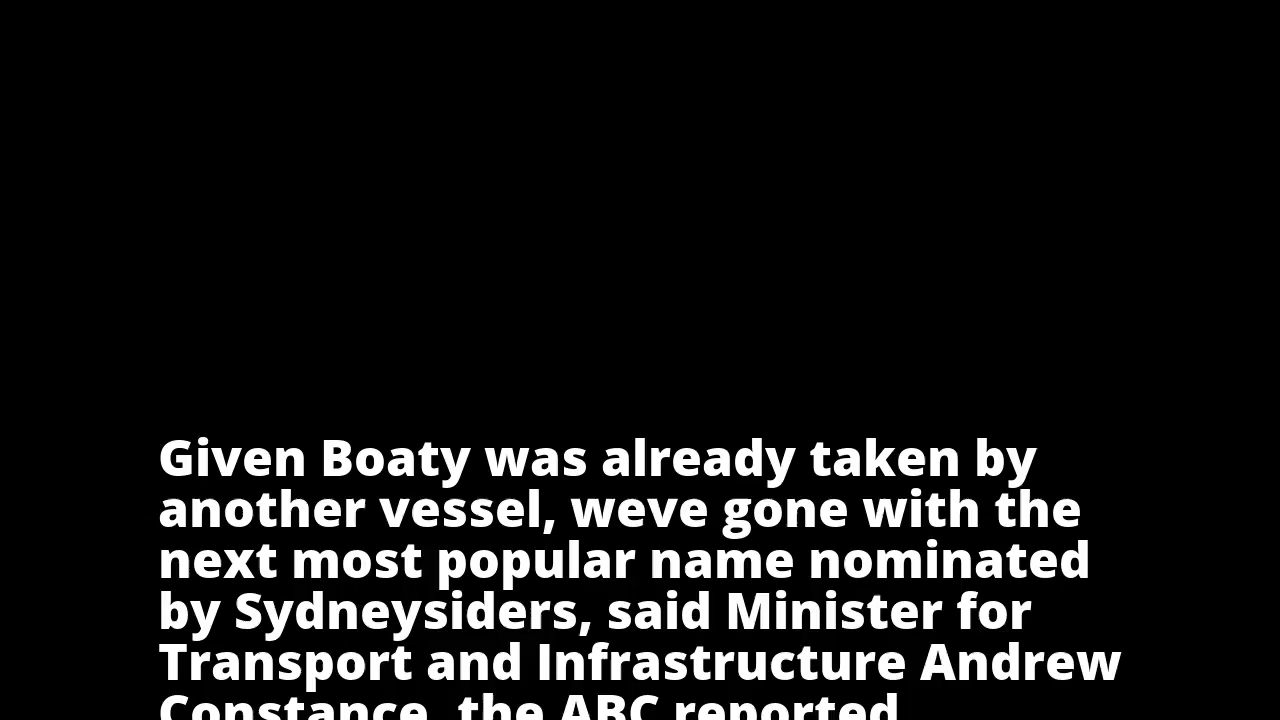 Given Boaty was already taken by
another vessel, weve gone with the
next most popular name nominated
by Sydneysiders, said Minister for
Transport and Infrastructure Andrew
Constance, the ABC reported.